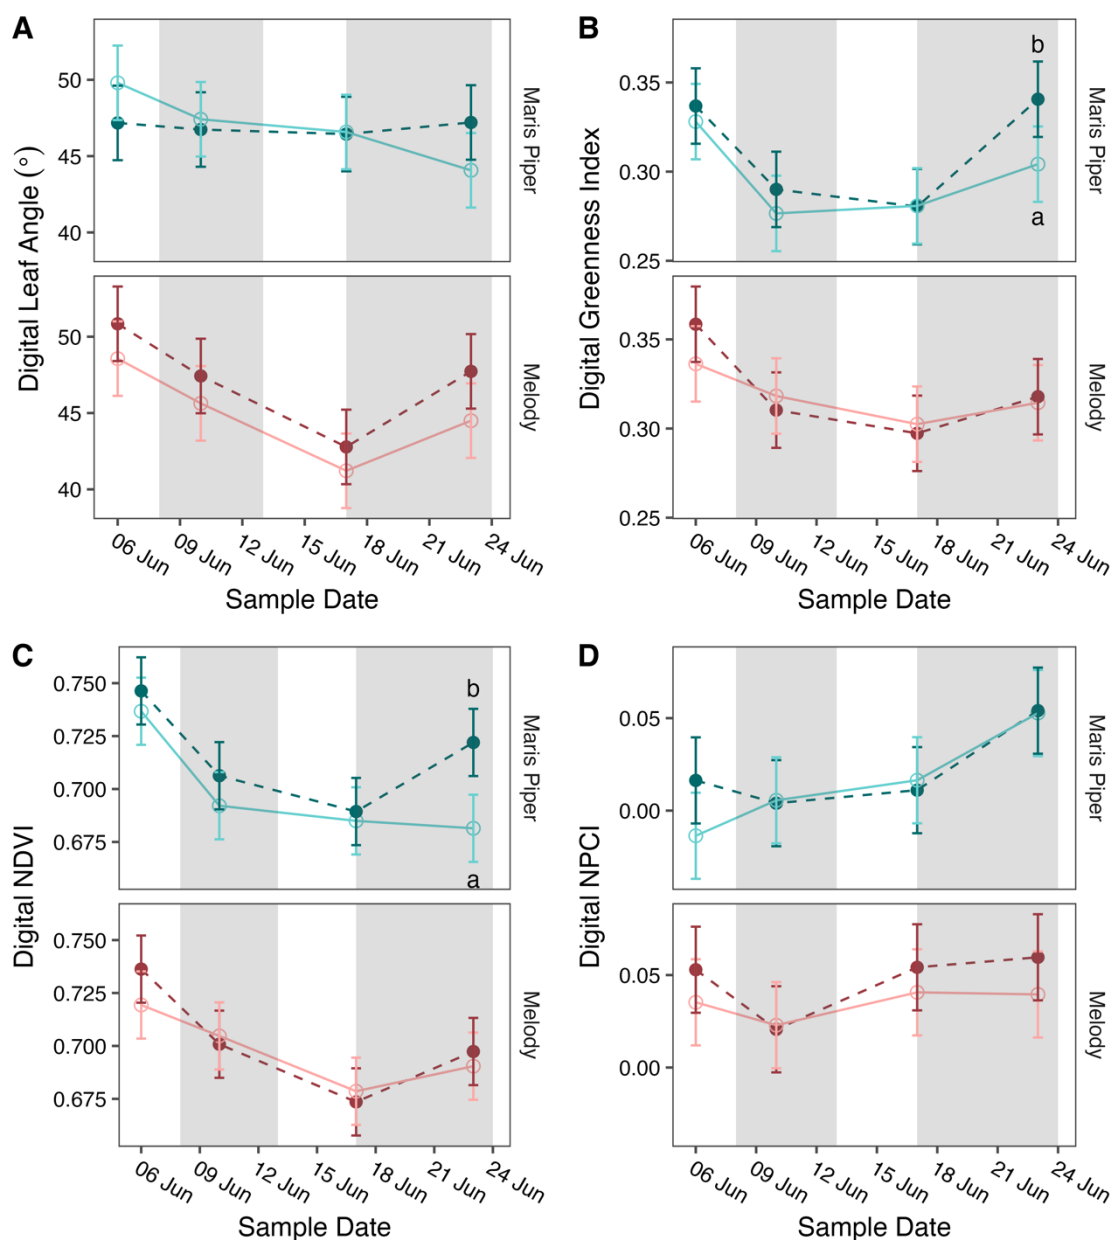 A
50
45
40
Maris Piper
50
45
40
Melody
Digital Leaf Angle (°)
06 Jun
09 Jun
12 Jun
15 Jun
18 Jun
21 Jun
24 Jun
Sample Date
B
b
0.35
0.30
a
0.25
Maris Piper
0.35
0.30
0.25
Melody
Digital Greenness Index
06 Jun
09 Jun
12 Jun
15 Jun
18 Jun
21 Jun
24 Jun
Sample Date
C
0.750
b
0.725
0.700
0.675
a
Maris Piper
0.750
0.725
0.700
0.675
Melody
Digital NDVI
06 Jun
09 Jun
12 Jun
15 Jun
18 Jun
21 Jun
24 Jun
Sample Date
D
0.05
0.00
Maris Piper
0.05
0.00
Melody
Digital NPCI
06 Jun
09 Jun
12 Jun
15 Jun
18 Jun
21 Jun
24 Jun
Sample Date